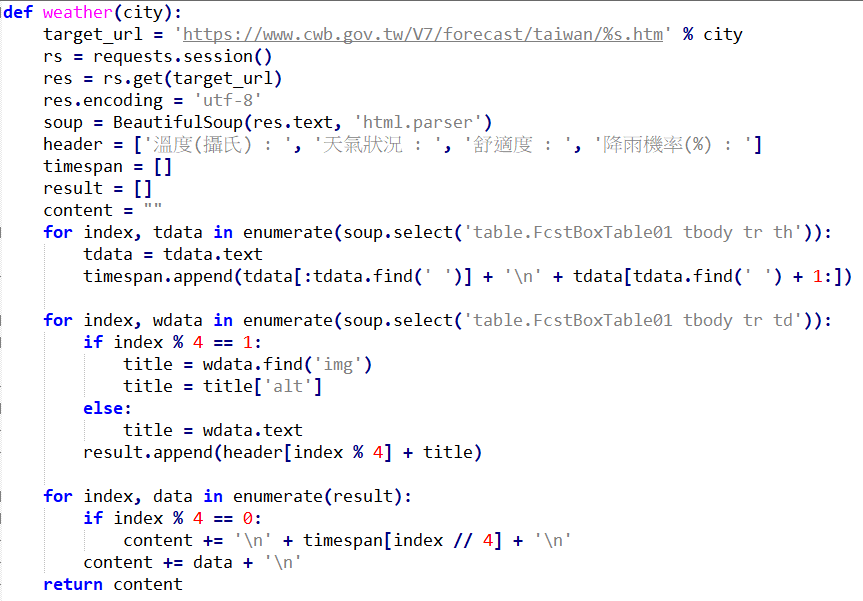 def weather(city):
    target_url = 'https://www.cwb.gov.tw/V7/forecast/taiwan/%s.htm' % city
    rs = requests.session()
    res = rs.get(target_url)
    res.encoding = 'utf-8'
    soup = BeautifulSoup(res.text, 'html.parser')
    header = ['溫度(攝氏) : ', '天氣狀況 : ', '舒適度 : ', '降雨機率(%) : ']
    timespan = []
    result = []
    content = ""
    for index, tdata in enumerate(soup.select('table.FcstBoxTable01 tbody tr th')):
        tdata = tdata.text
        timespan.append(tdata[:tdata.find(' ')] + '\n' + tdata[tdata.find(' ') + 1:])
    for index, wdata in enumerate(soup.select('table.FcstBoxTable01 tbody tr td')):
        if index % 4 == 1:
            title = wdata.find('img')
            title = title['alt']
        else:
            title = wdata.text
        result.append(header[index % 4] + title)
    for index, data in enumerate(result):
        if index % 4 == 0:
            content += '\n' + timespan[index // 4] + '\n'
        content += data + '\n'
    return content